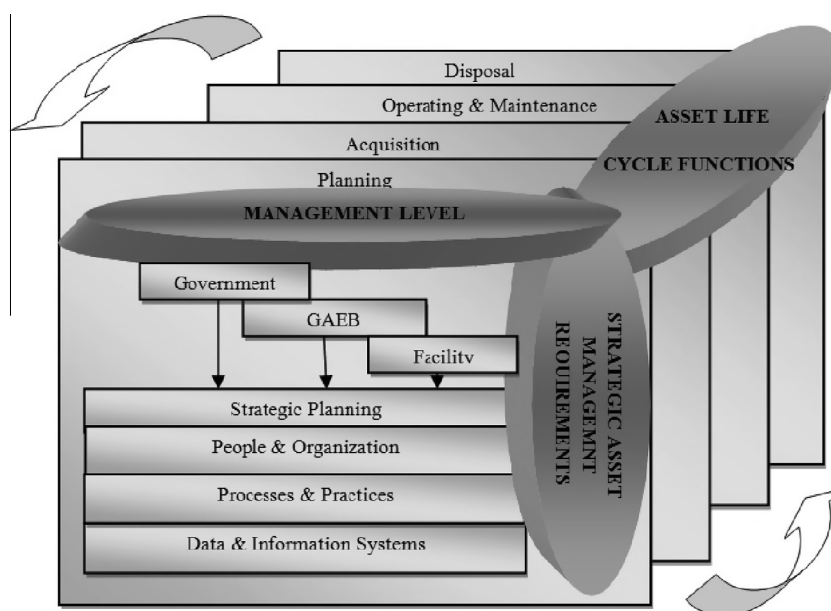 Disposal
Operating & Maintenance
ASSET LIFE
CYCLE FUNCTIONS
Acquisition
Planning
MANAGEMENT LEVEL
Government
GAEB
Facility
STRATEGIC ASSET
MANAGEMNT
REQUIREMENTS
Strategic Planning
People & Organization
Processes & Practices
Data & Information Systems